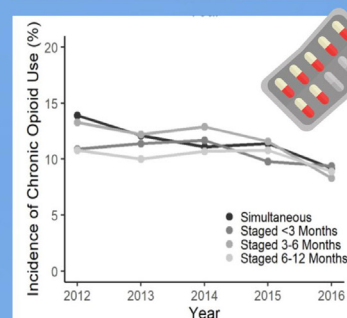 Incidence of Chronic Opioid Use (%)
20
15
10
5
0
Simultaneous
Staged <3 Months
Staged 3-6 Months
Staged 6-12 Months
2012 2013 2014 2015 2016
Year